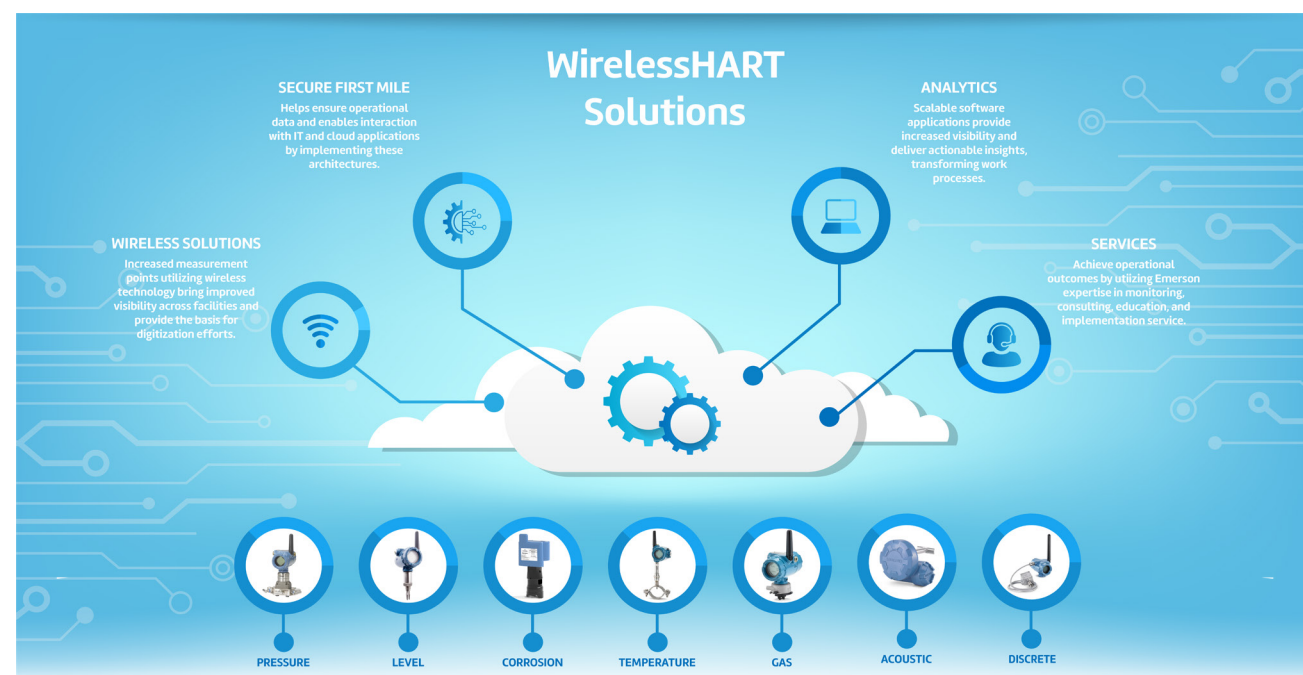 WirelessHART
Solutions
SECURE FIRST MILE
Helps ensure operational
data and enables interaction
with IT and cloud applications
by implementing these
architectures.
ANALYTICS
Scalable software
applications provide
increased visibility and
deliver actionable insights,
transforming work
processes.
WIRELESS SOLUTIONS
Increased measurement
points utilizing wireless
technology bring improved
visibility across facilities and
provide the basis for
digitization efforts.
SERVICES
Achieve operational
outcomes by utilizing Emerson
expertise in monitoring,
consulting, education, and
implementation service.
PRESSURE
LEVEL
CORROSION
TEMPERATURE
GAS
ACOUSTIC
DISCRETE